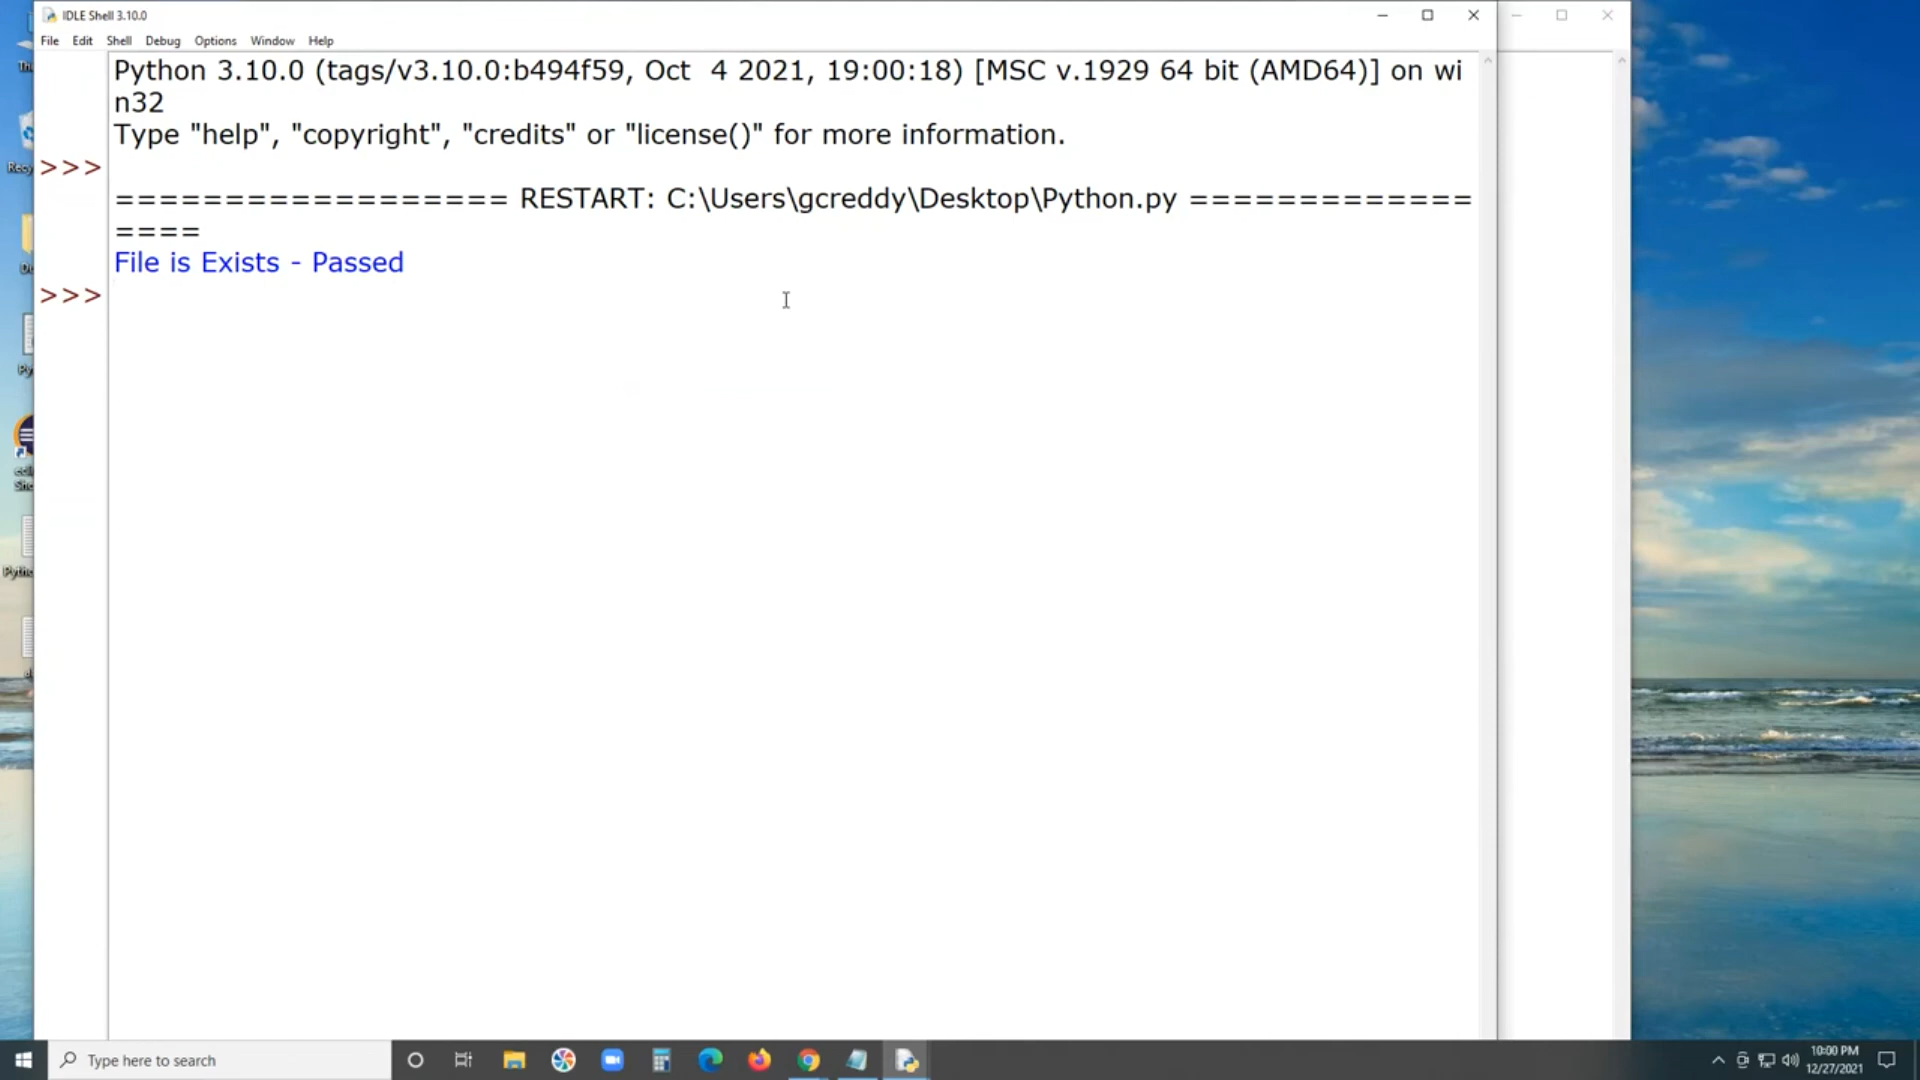 IDLE Shell 3.10.0
File Edit Shell Debug Options Window Help
Python 3.10.0 (tags/v3.10.0:b494f59, Oct  4 2021, 19:00:18) [MSC v.1929 64 bit (AMD64)] on wi
n32
Type "help", "copyright", "credits" or "license()" for more information.
>>>
================== RESTART: C:\Users\gcreddy\Desktop\Python.py =============
====
File is Exists - Passed
>>>
Type here to search
10:00 PM
12/27/2021